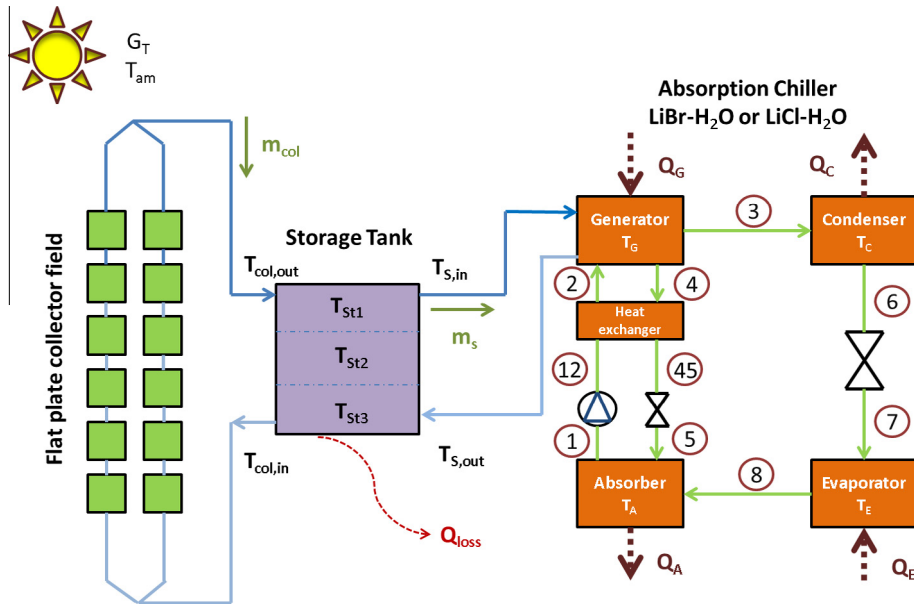 G_T
T_am
Absorption Chiller
LiBr-H₂O or LiCl-H₂O
m_col
Q_G
Q_C
Storage Tank
Generator
T_G
3
Condenser
T_C
T_col,out
T_S,in
2
4
6
T_St1
m_s
Heat
exchanger
T_St2
12
45
T_St3
7
1
5
T_col,in
T_S,out
8
Absorber
T_A
Evaporator
T_E
Q_loss
Q_A
Q_E
Flat plate collector field